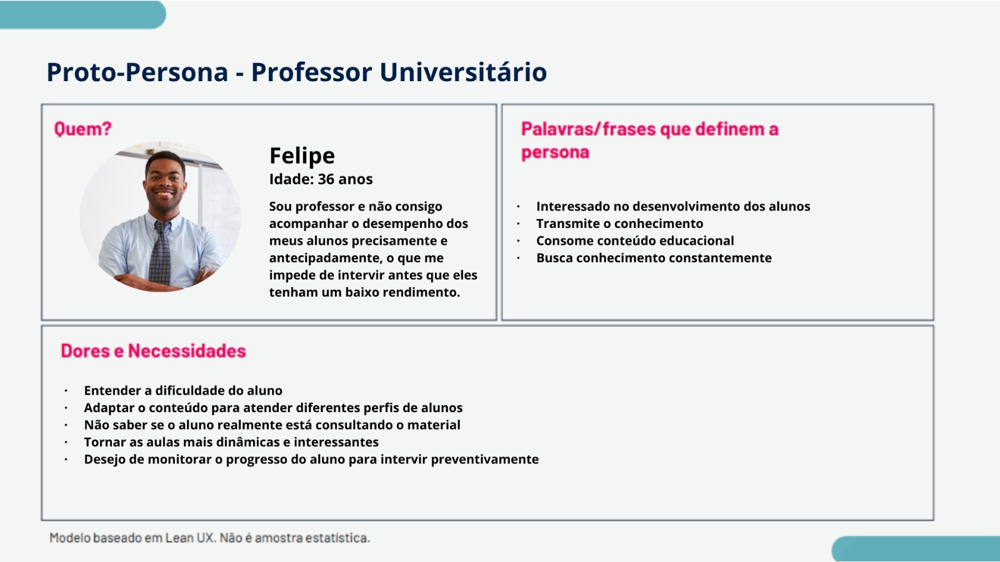 Proto-Persona - Professor Universitário
Quem?
Felipe
Idade: 36 anos
Sou professor e não consigo
acompanhar o desempenho dos
meus alunos precisamente e
antecipadamente, o que me
impede de intervir antes que eles
tenham um baixo rendimento.
Palavras/frases que definem a
persona
· Interessado no desenvolvimento dos alunos
· Transmite o conhecimento
· Consome conteúdo educacional
· Busca conhecimento constantemente
Dores e Necessidades
· Entender a dificuldade do aluno
· Adaptar o conteúdo para atender diferentes perfis de alunos
· Não saber se o aluno realmente está consultando o material
· Tornar as aulas mais dinâmicas e interessantes
· Desejo de monitorar o progresso do aluno para intervir preventivamente
Modelo baseado em Lean UX. Não é amostra estatística.